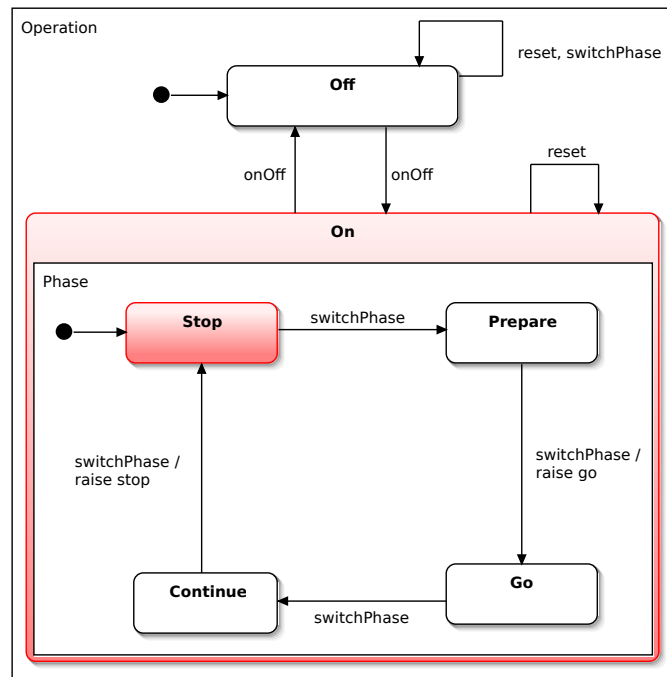 Operation
reset, switchPhase
Off
onOff
onOff
reset
On
Phase
Stop
switchPhase
Prepare
switchPhase /
raise stop
switchPhase /
raise go
Continue
switchPhase
Go